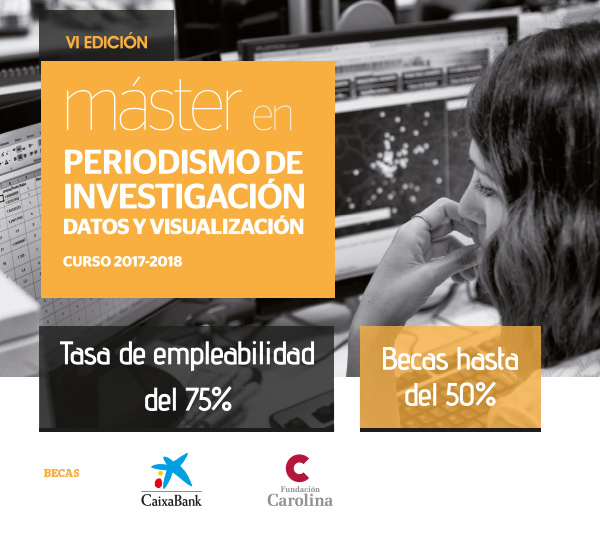 VI EDICIÓN
máster en
PERIODISMO DE
INVESTIGACIÓN
DATOS Y VISUALIZACIÓN
CURSO 2017-2018
Tasa de empleabilidad
del 75%
Becas hasta
del 50%
BECAS
CaixaBank
Fundación
Carolina